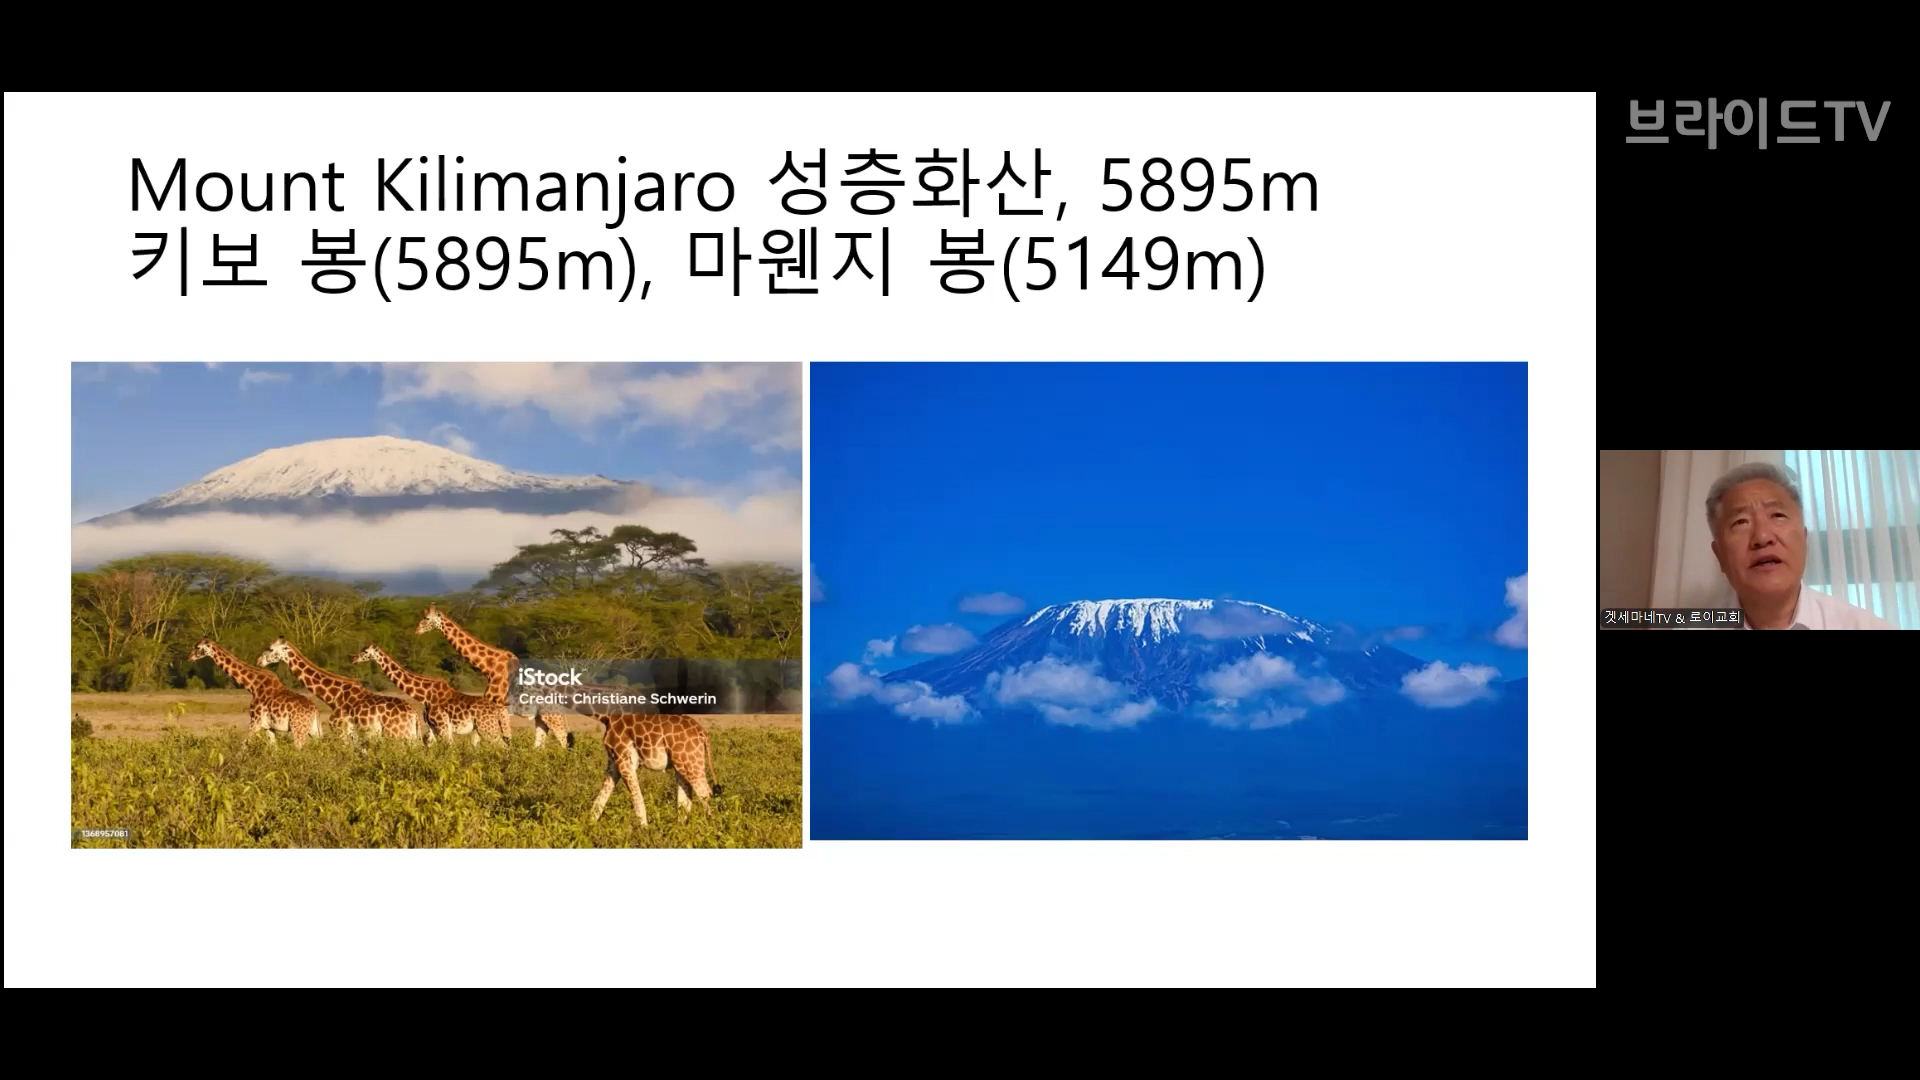 브라이드TV
Mount Kilimanjaro 성층화산, 5895m
키보 봉(5895m), 마웬지 봉(5149m)
iStock
Credit: Christiane Schwerin
1368957081
겟세마네TV & 로이교회